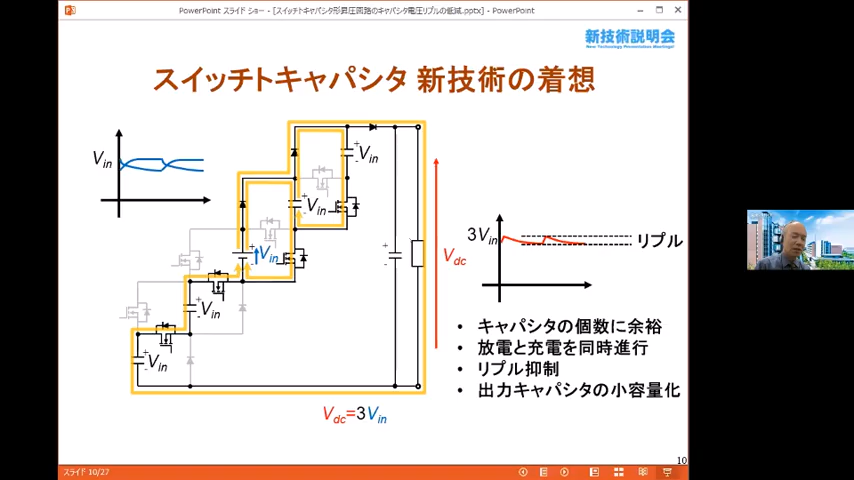 PowerPoint スライド ショー - [スイッチトキャパシタ形昇圧回路のキャパシタ電圧リプルの低減.pptx] - PowerPoint
新技術説明会
New Technology Presentation Meetings!
スイッチトキャパシタ 新技術の着想
Vin
Vin
Vin
Vin
Vin
Vin
Vdc
3Vin
リプル
• キャパシタの個数に余裕
• 放電と充電を同時進行
• リプル抑制
• 出力キャパシタの小容量化
Vdc=3Vin
10
スライド 10/27